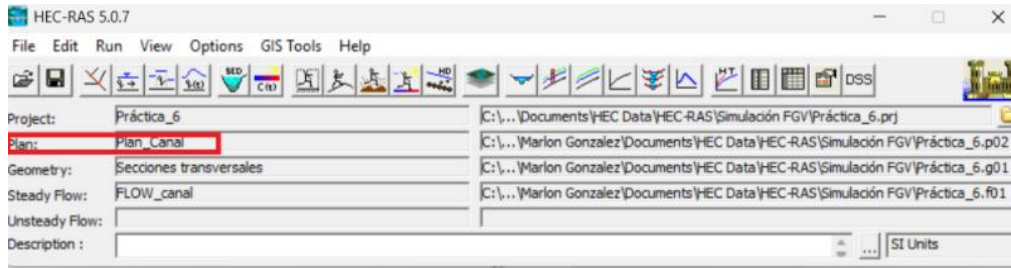 HEC-RAS 5.0.7
File Edit Run View Options GIS Tools Help
SED HD HT DSS
Project: Práctica_6 C:\...\Documents\HEC Data\HEC-RAS\Simulación FGV\Práctica_6.prj
Plan: Plan_Canal C:\...\Marlon Gonzalez\Documents\HEC Data\HEC-RAS\Simulación FGV\Práctica_6.p02
Geometry: Secciones transversales C:\...\Marlon Gonzalez\Documents\HEC Data\HEC-RAS\Simulación FGV\Práctica_6.g01
Steady Flow: FLOW_canal C:\...\Marlon Gonzalez\Documents\HEC Data\HEC-RAS\Simulación FGV\Práctica_6.f01
Unsteady Flow:
Description : ... SI Units